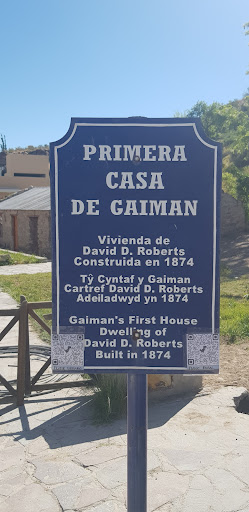 PRIMERA
CASA
DE GAIMAN
Vivienda de
David D. Roberts
Construida en 1874
Tŷ Cyntaf y Gaiman
Cartref David D. Roberts
Adeiladwyd yn 1874
Gaiman's First House
Dwelling of
David D. Roberts
Built in 1874